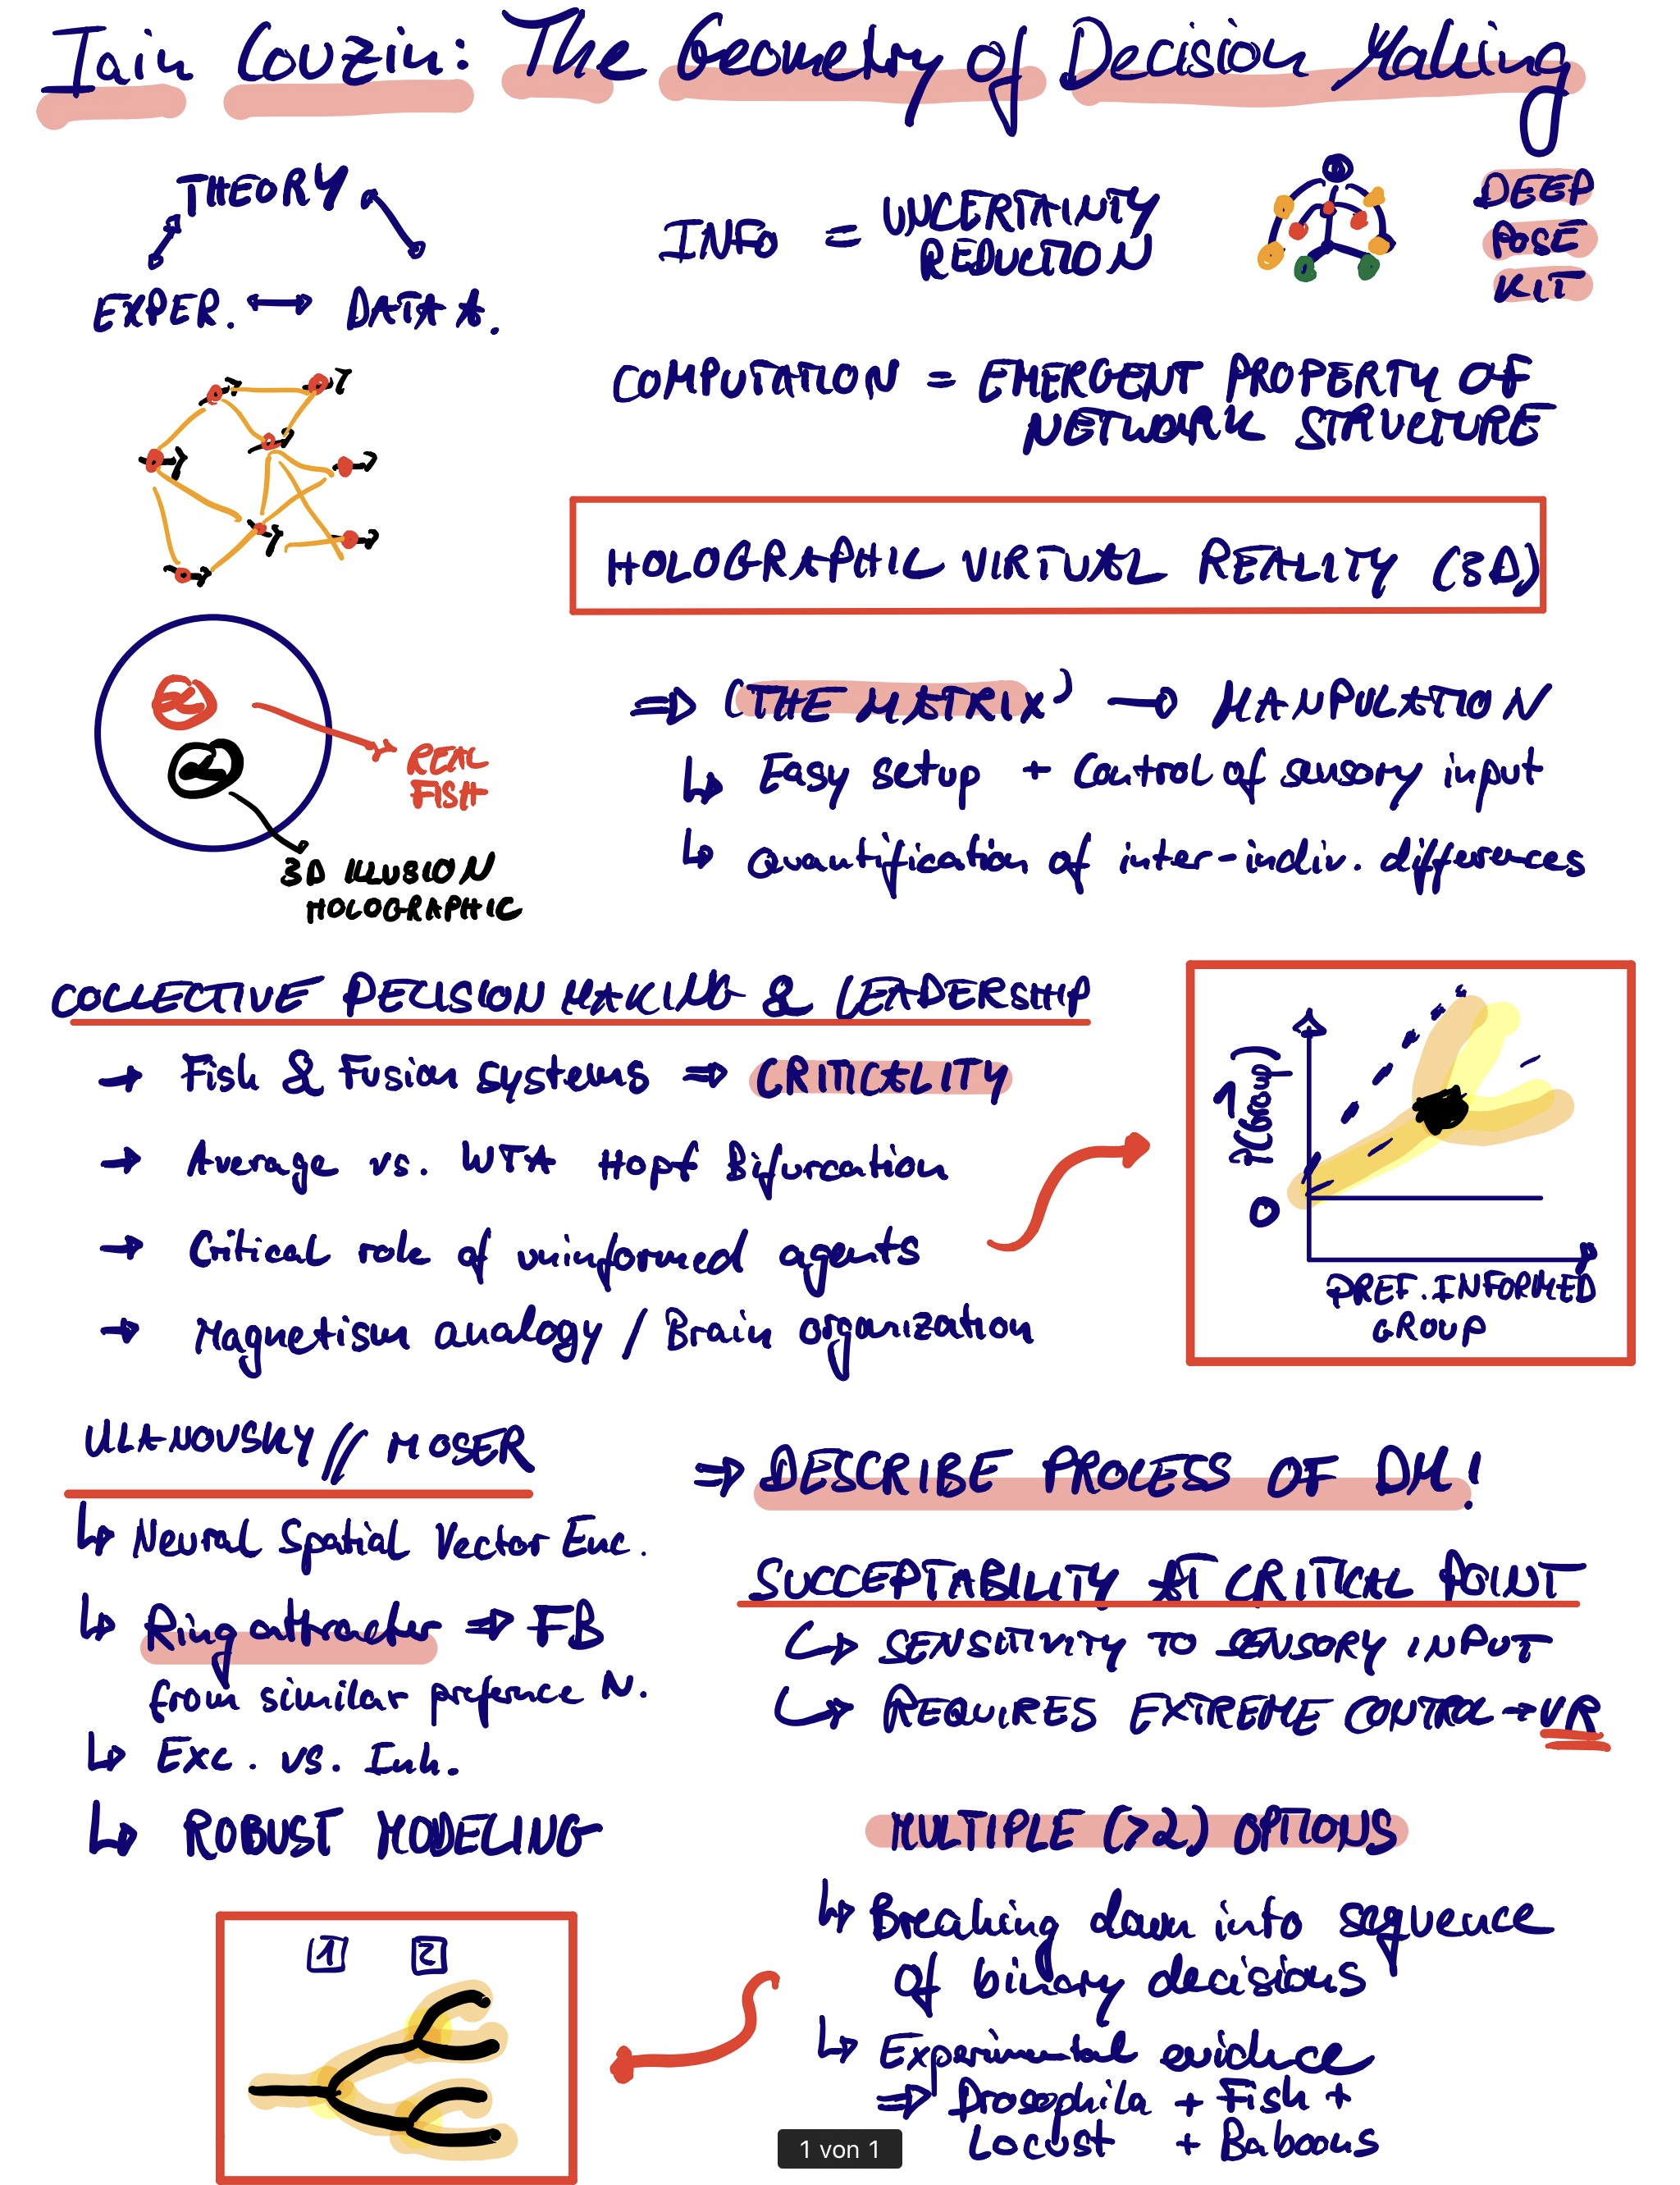 Iain Couzin: The Geometry of Decision Making
THEORY
EXPER. ↔ DATA A.
INFO = UNCERTAINTY
REDUCTION
DEEP
POSE
KIT
COMPUTATION = EMERGENT PROPERTY OF
NETWORK STRUCTURE
HOLOGRAPHIC VIRTUAL REALITY (3D)
REAL
FISH
3D ILLUSION
HOLOGRAPHIC
⇒ 'THE MATRIX' → MANPULATION
↳ Easy setup + Control of sensory input
↳ Quantification of inter-indiv. differences
COLLECTIVE DECISION MAKING & LEADERSHIP
→ Fish & Fusion systems ⇒ CRITICALITY
→ Average vs. WTA Hopf Bifurcation
→ Critical role of uninformed agents
→ Magnetism analogy / Brain organization
1
P(Group)
0
PREF. INFORMED
GROUP
ULANOVSKY // MOSER
↳ Neural Spatial Vector Enc.
↳ Ring attracter ⇒ FB
from similar preference N.
↳ Exc. vs. Inh.
↳ ROBUST MODELING
⇒ DESCRIBE PROCESS OF DM!
SUCCEPTABILITY AT CRITICAL POINT
↳ SENSITIVITY TO SENSORY INPUT
↳ REQUIRES EXTREME CONTROL → VR
MULTIPLE (>2) OPTIONS
↳ Breaking down into sequence
of binary decisions
↳ Experimental evidence
⇒ Drosophila + Fish +
Locust + Baboons
1 2
1 von 1